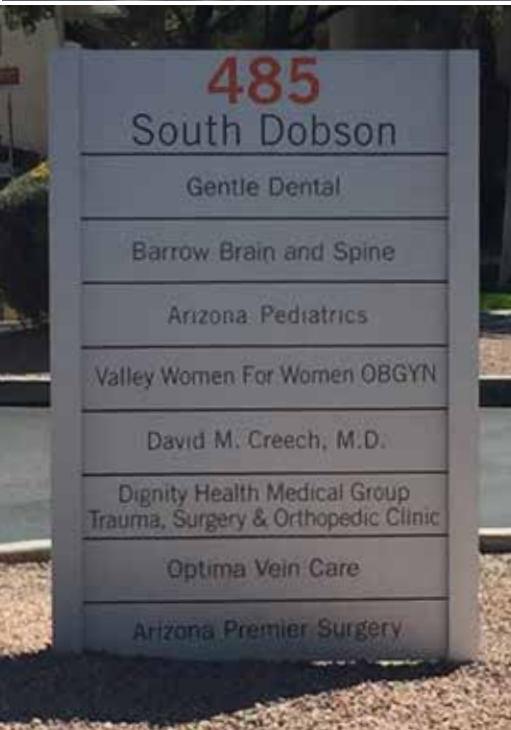 485
South Dobson
Gentle Dental
Barrow Brain and Spine
Arizona Pediatrics
Valley Women For Women OBGYN
David M. Creech, M.D.
Dignity Health Medical Group
Trauma, Surgery & Orthopedic Clinic
Optima Vein Care
Arizona Premier Surgery